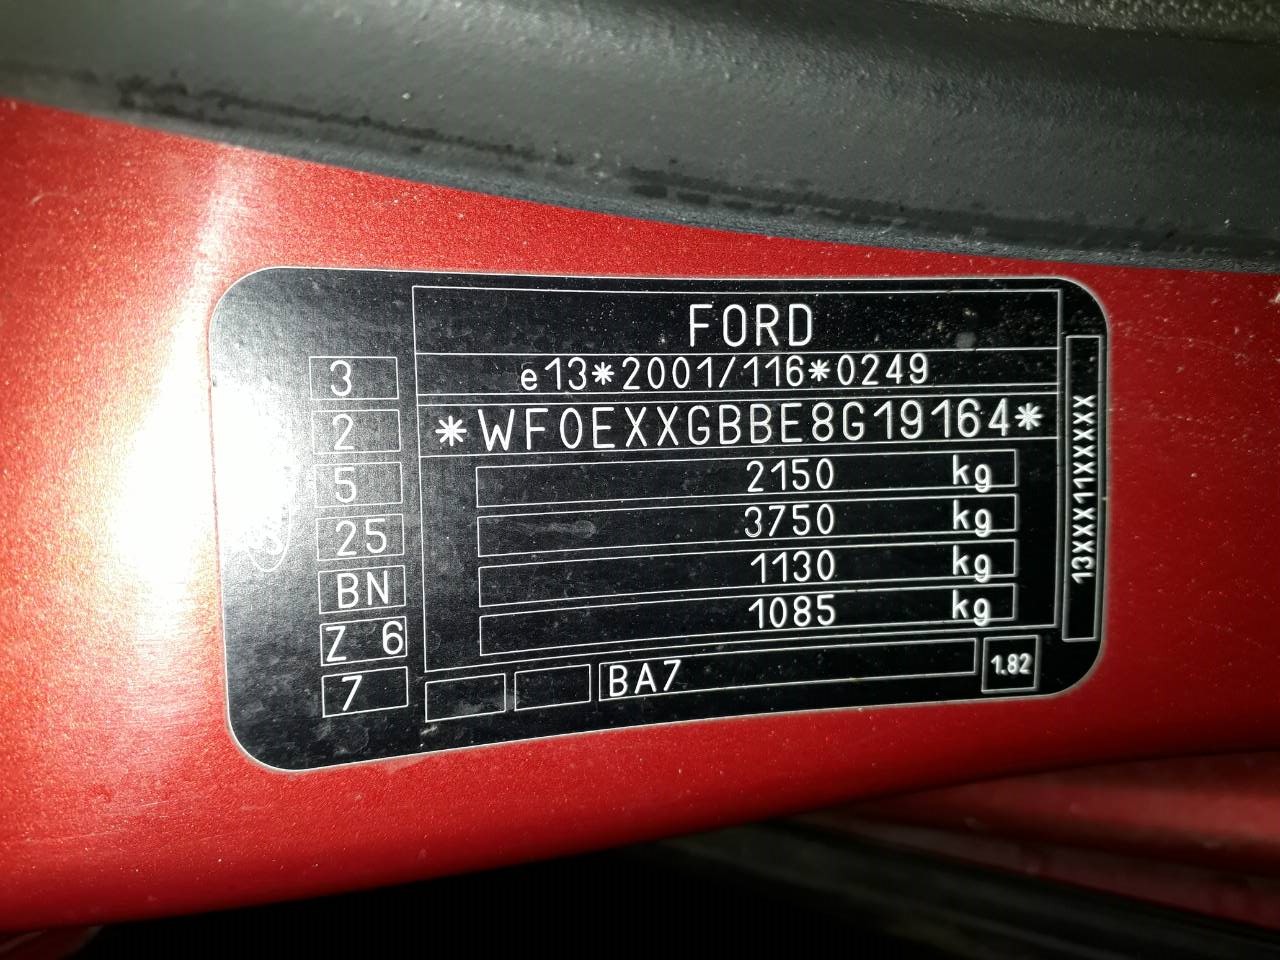 FORD
e13*2001/116*0249
*WF0EXXGBBE8G19164*
2150 kg
3750 kg
1130 kg
1085 kg
BA7
1.82
3
2
5
25
BN
Z 6
7
13XXX11XXXXX